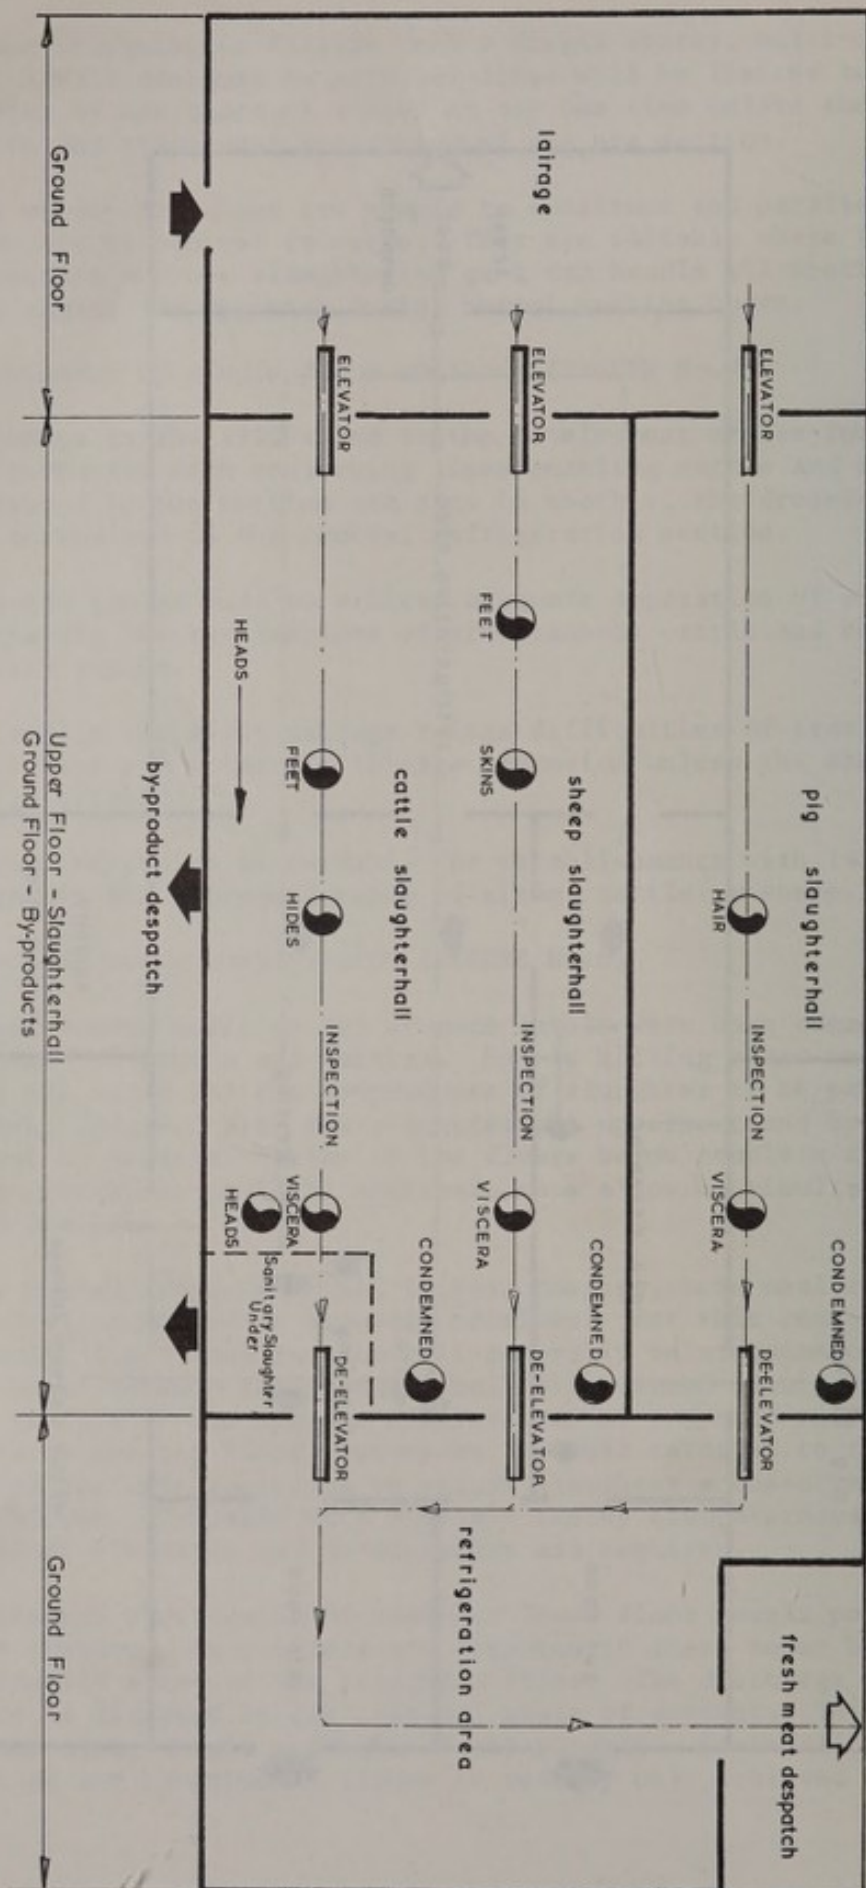 lairage
ELEVATOR
ELEVATOR
ELEVATOR
pig slaughterhall
HAIR
INSPECTION
VISCERA
CONDEMNED
DE-ELEVATOR
sheep slaughterhall
FEET
SKINS
INSPECTION
VISCERA
CONDEMNED
DE-ELEVATOR
cattle slaughterhall
HEADS
FEET
HIDES
INSPECTION
VISCERA
HEADS
CONDEMNED
Sanitary Slaughter
Under
DE-ELEVATOR
refrigeration area
fresh meat despatch
by-product despatch
Ground Floor
Upper Floor - Slaughterhall
Ground Floor - By-products
Ground Floor